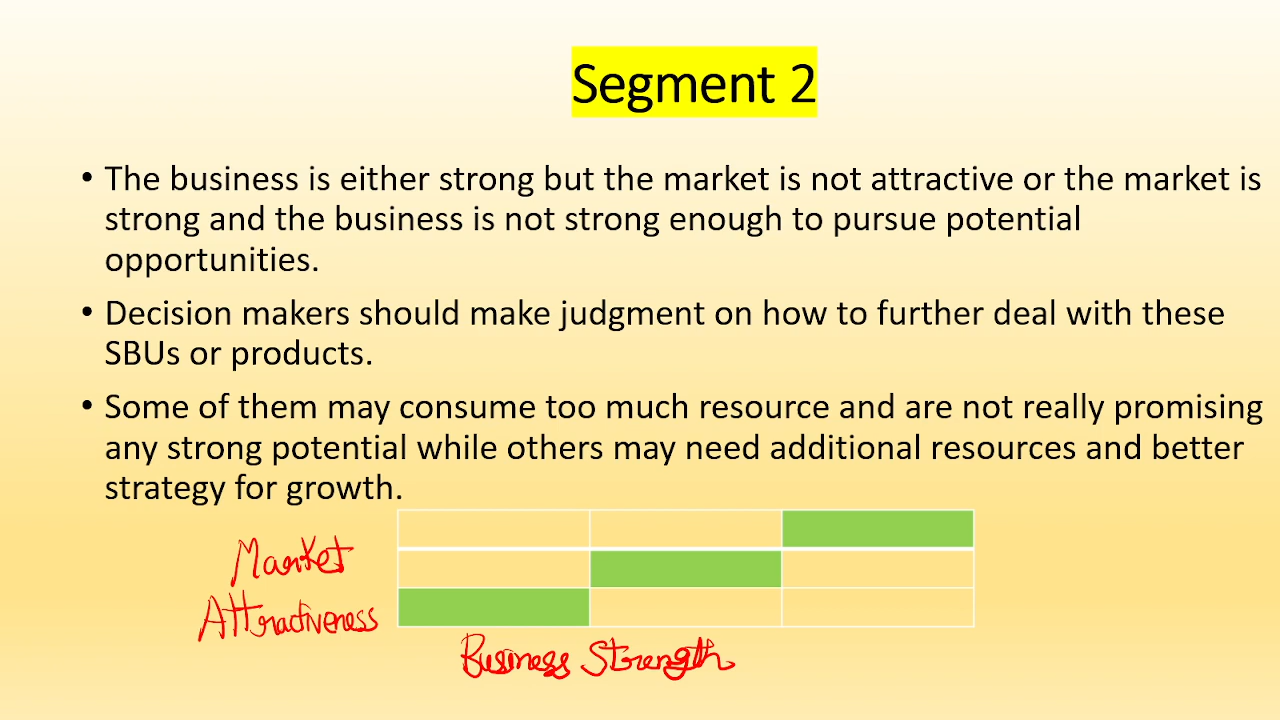 Segment 2
• The business is either strong but the market is not attractive or the market is
strong and the business is not strong enough to pursue potential
opportunities.
• Decision makers should make judgment on how to further deal with these
SBUs or products.
• Some of them may consume too much resource and are not really promising
any strong potential while others may need additional resources and better
strategy for growth.
Market
Attractiveness
Business Strength